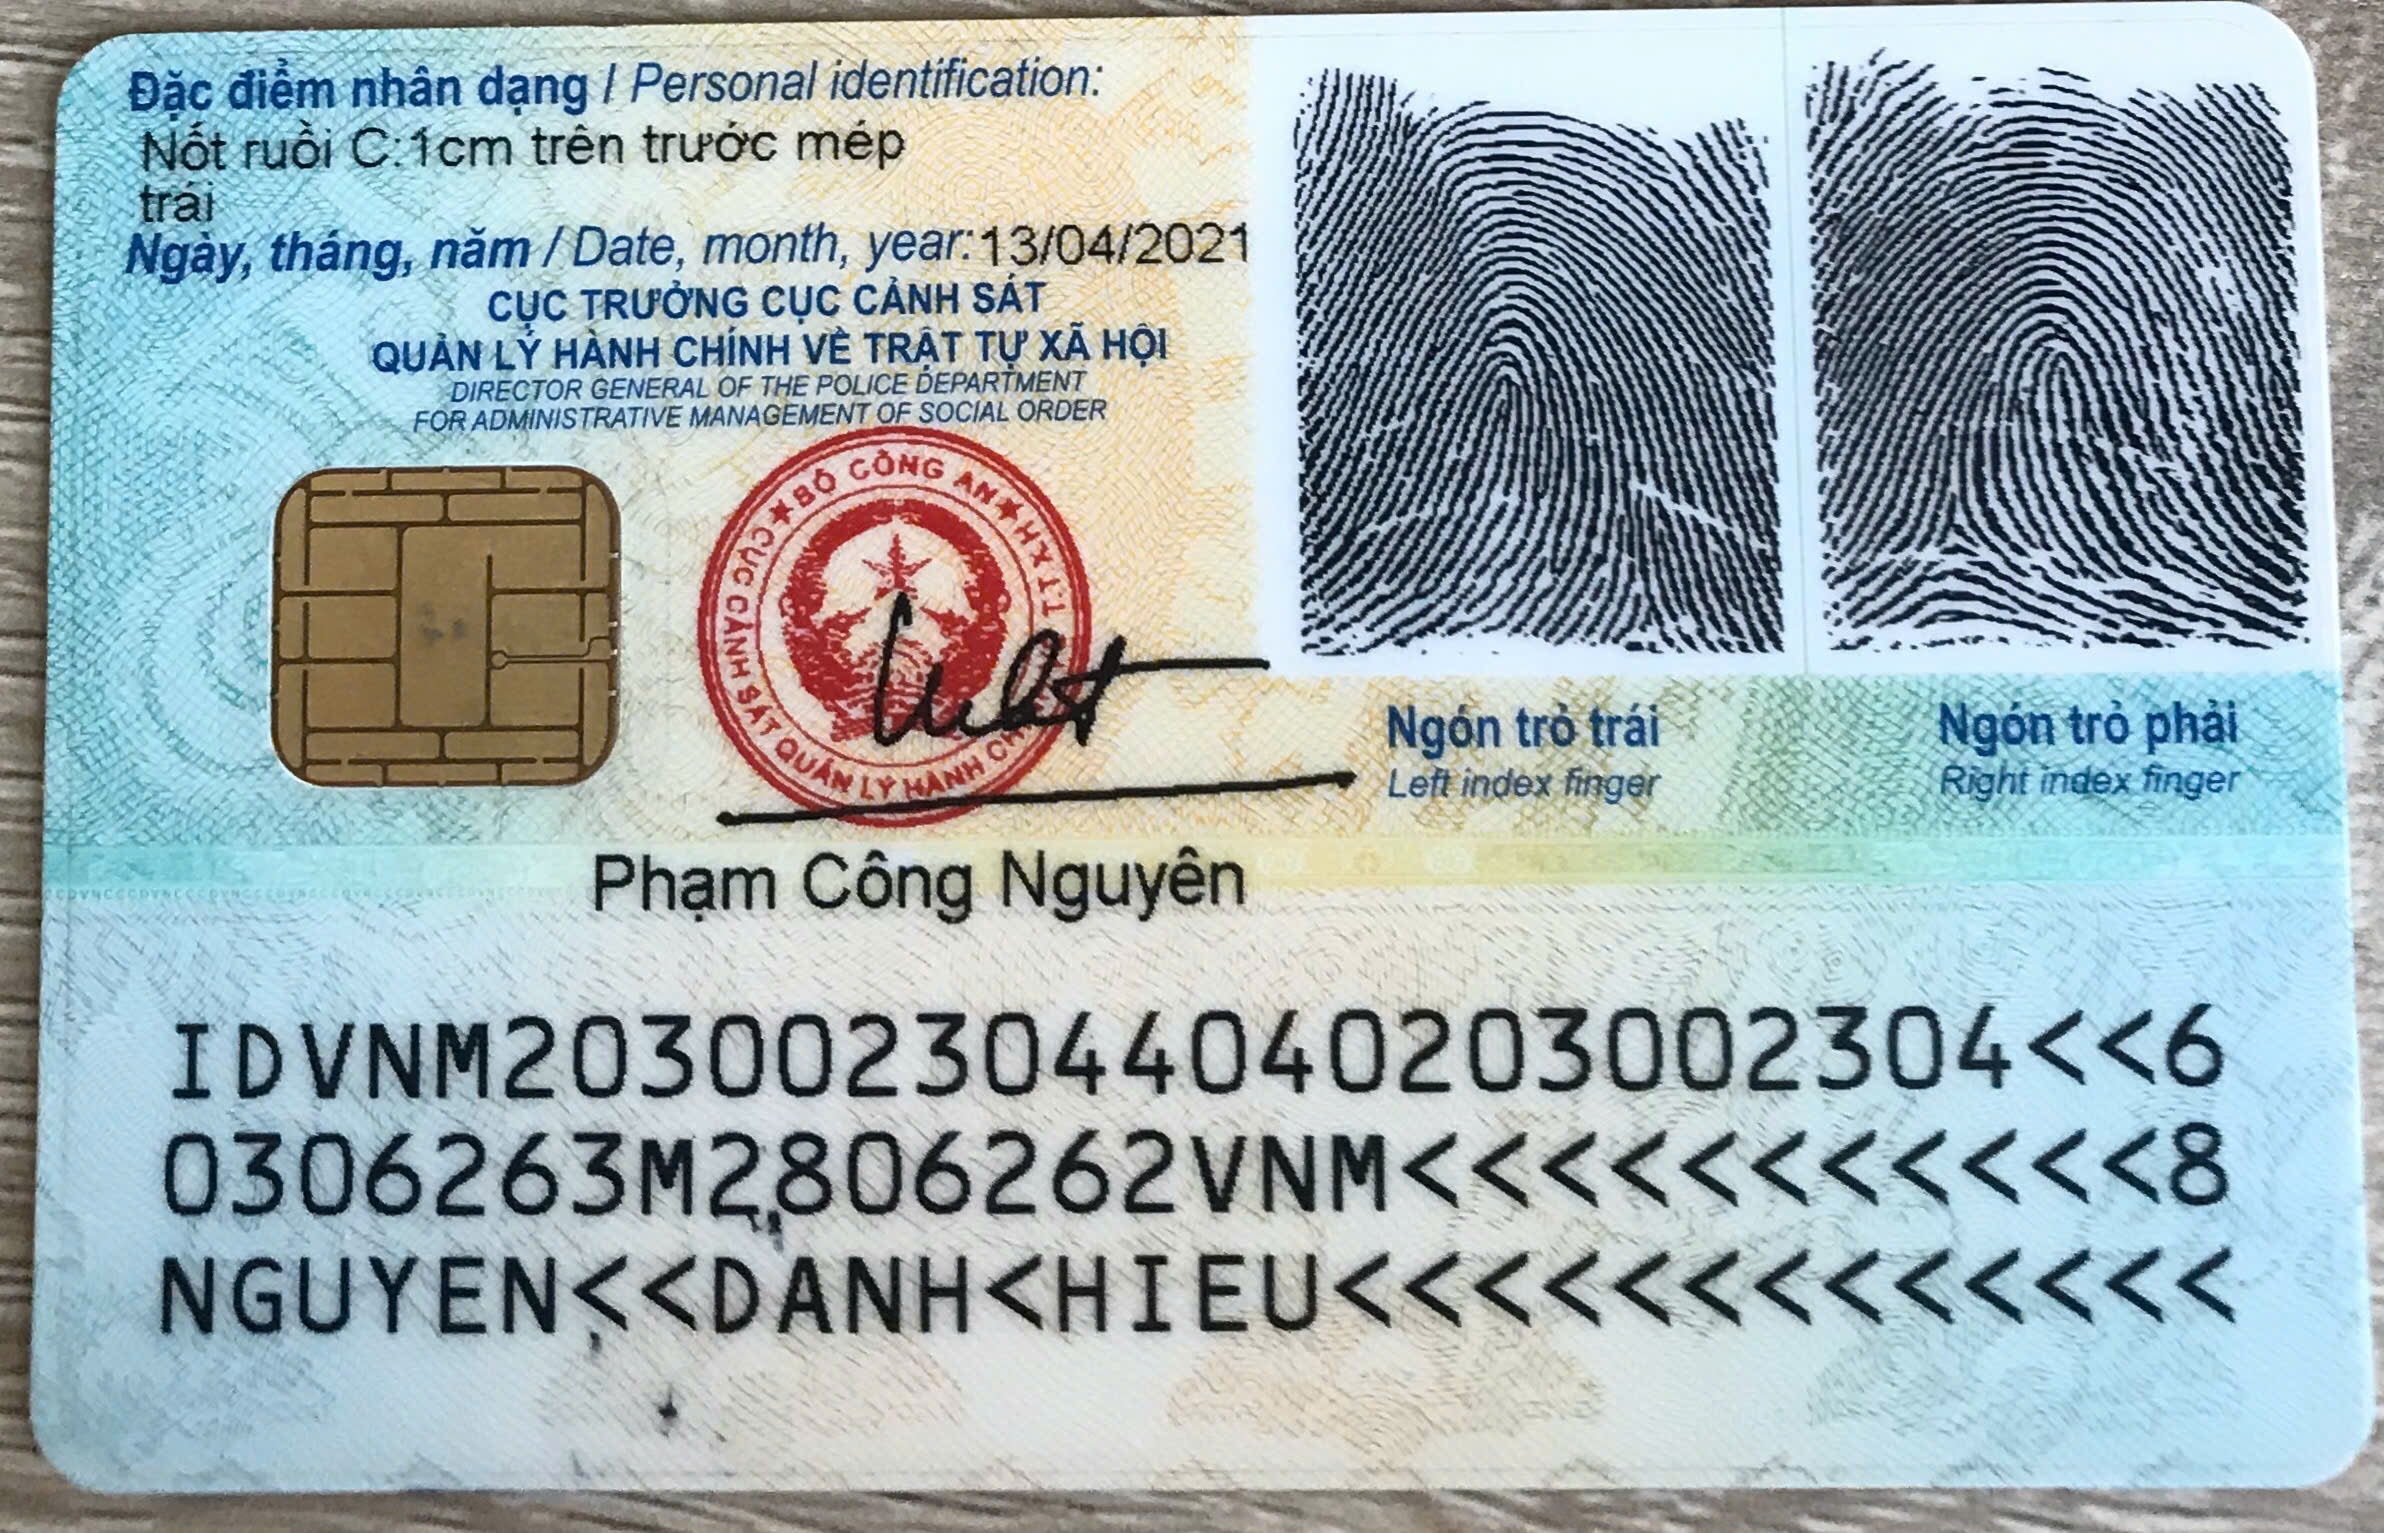 Đặc điểm nhân dạng / Personal identification:
Nốt ruồi C:1cm trên trước mép
trái
Ngày, tháng, năm / Date, month, year: 13/04/2021
CỤC TRƯỞNG CỤC CẢNH SÁT
QUẢN LÝ HÀNH CHÍNH VỀ TRẬT TỰ XÃ HỘI
DIRECTOR GENERAL OF THE POLICE DEPARTMENT
FOR ADMINISTRATIVE MANAGEMENT OF SOCIAL ORDER
BỘ CÔNG AN
CỤC CẢNH SÁT QUẢN LÝ HÀNH
Ngón trỏ trái
Left index finger
Ngón trỏ phải
Right index finger
Phạm Công Nguyên
IDVNM2030023044040203002304<<6
0306263M2806262VNM<<<<<<<<<<<8
NGUYEN<<DANH<HIEU<<<<<<<<<<<<<